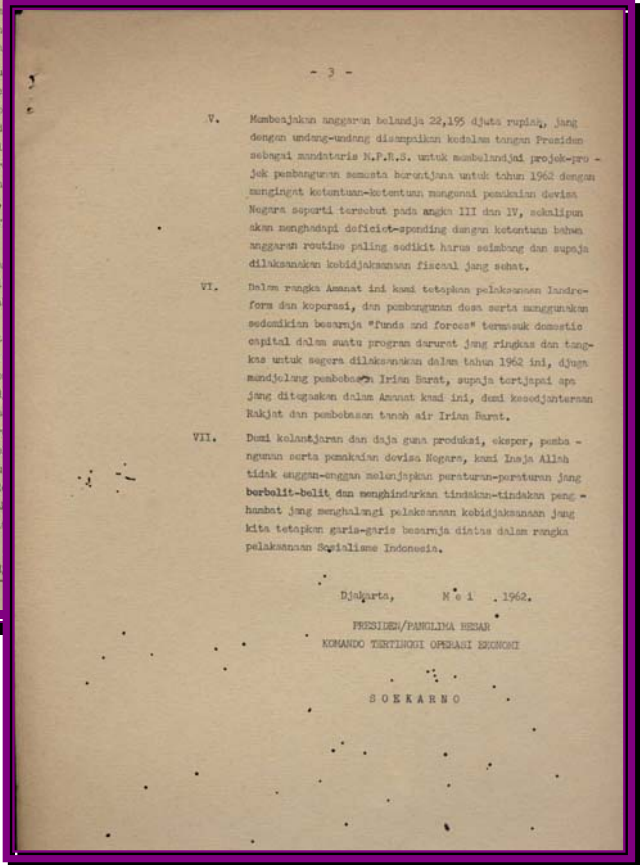 - 3 -
V. Membeajakan anggaran belandja 22,195 djuta rupiah, jang
dengan undang-undang disampaikan kedalam tangan Presiden
sebagai mandataris M.P.R.S. untuk membelandjai projek-pro -
jek pembangunan semesta berentjana untuk tahun 1962 dengan
mengingat ketentuan-ketentuan mengenai pemakaian devisa
Negara seperti tersebut pada angka III dan IV, sekalipun
akan menghadapi deficiet-spending dengan ketentuan bahwa
anggaran routine paling sedikit harus seimbang dan supaja
dilaksanakan kebidjaksanaan fiscaal jang sehat.
VI. Dalam rangka Amanat ini kami tetapkan pelaksanaan landre-
form dan koperasi, dan pembangunan desa serta menggunakan
sedemikian besarnja "funds and forces" termasuk domestic
capital dalam suatu program darurat jang ringkas dan tang-
kas untuk segera dilaksanakan dalam tahun 1962 ini, djuga
mendjelang pembebasan Irian Barat, supaja tertjapai apa
jang ditegaskan dalam Amanat kami ini, demi kesedjahteraan
Rakjat dan pembebasan tanah air Irian Barat.
VII. Demi kelantjaran dan daja guna produksi, ekspor, pemba -
ngunan serta pemakaian devisa Negara, kami Insja Allah
tidak enggan-enggan melenjapkan peraturan-peraturan jang
berbelit-belit dan menghindarkan tindakan-tindakan peng -
hambat jang menghalangi pelaksanaan kebidjaksanaan jang
kita tetapkan garis-garis besarnja diatas dalam rangka
pelaksanaan Sosialisme Indonesia.
Djakarta, M e i . 1962.
PRESIDEN/PANGLIMA BESAR
KOMANDO TERTINGGI OPERASI EKONOMI
S O E K A R N O